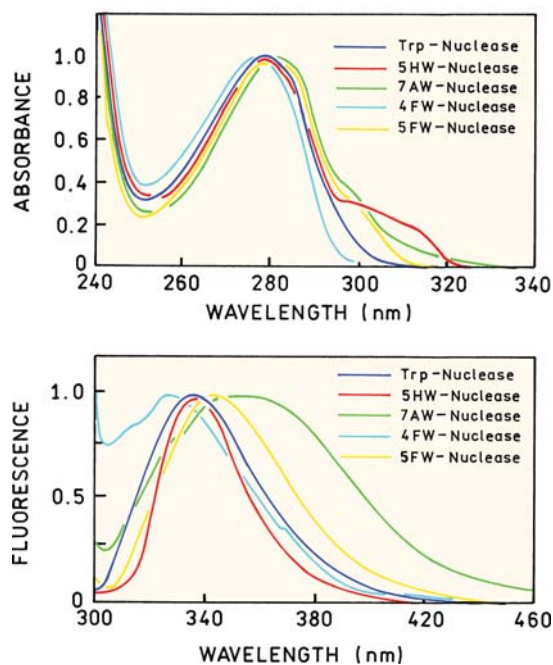 ABSORBANCE
1.0
0.8
0.6
0.4
0.2
0
240 260 280 300 320 340
WAVELENGTH (nm)
Trp-Nuclease
5HW-Nuclease
7AW-Nuclease
4FW-Nuclease
5FW-Nuclease
FLUORESCENCE
1.0
0.5
0
300 340 380 420 460
WAVELENGTH (nm)
Trp-Nuclease
5HW-Nuclease
7AW-Nuclease
4FW-Nuclease
5FW-Nuclease